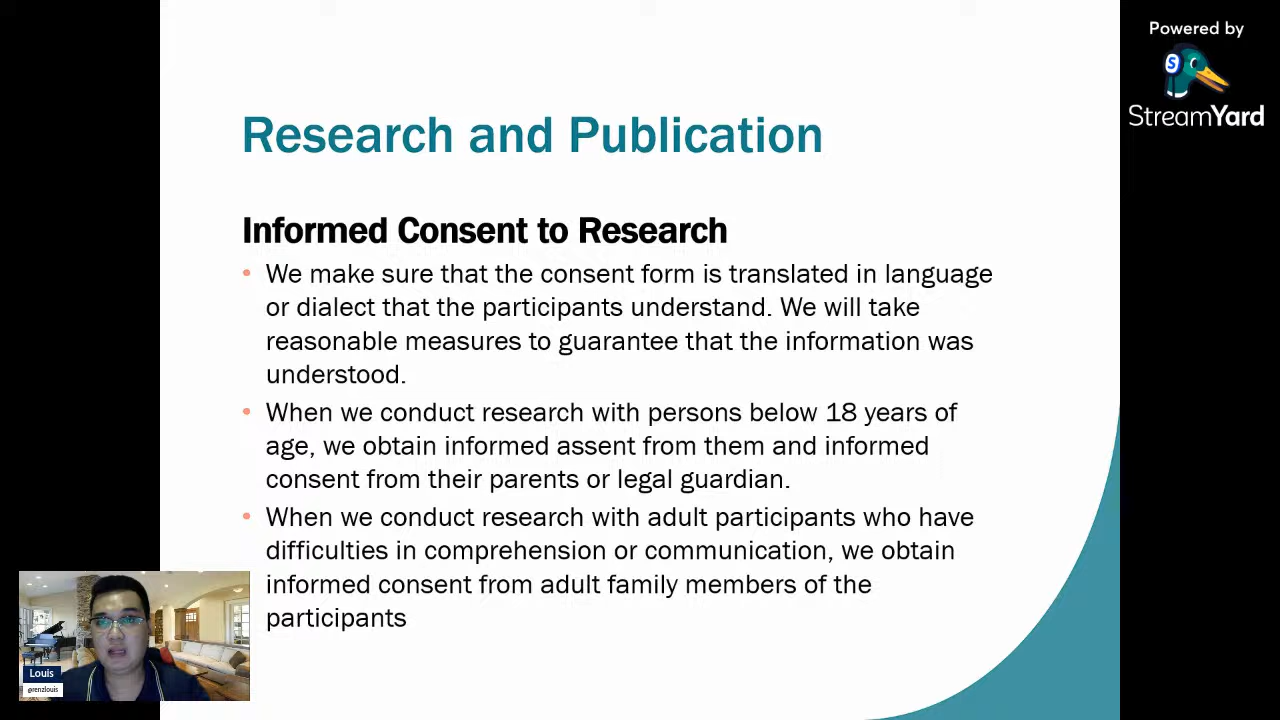 Powered by
S
StreamYard
Research and Publication
Informed Consent to Research
• We make sure that the consent form is translated in language
or dialect that the participants understand. We will take
reasonable measures to guarantee that the information was
understood.
• When we conduct research with persons below 18 years of
age, we obtain informed assent from them and informed
consent from their parents or legal guardian.
• When we conduct research with adult participants who have
difficulties in comprehension or communication, we obtain
informed consent from adult family members of the
participants
Louis
@renzlouis